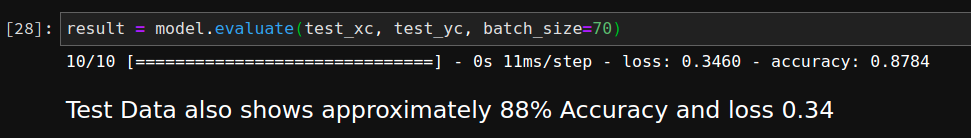 [28]: result = model.evaluate(test_xc, test_yc, batch_size=70)
10/10 [==============================] - 0s 11ms/step - loss: 0.3460 - accuracy: 0.8784
Test Data also shows approximately 88% Accuracy and loss 0.34